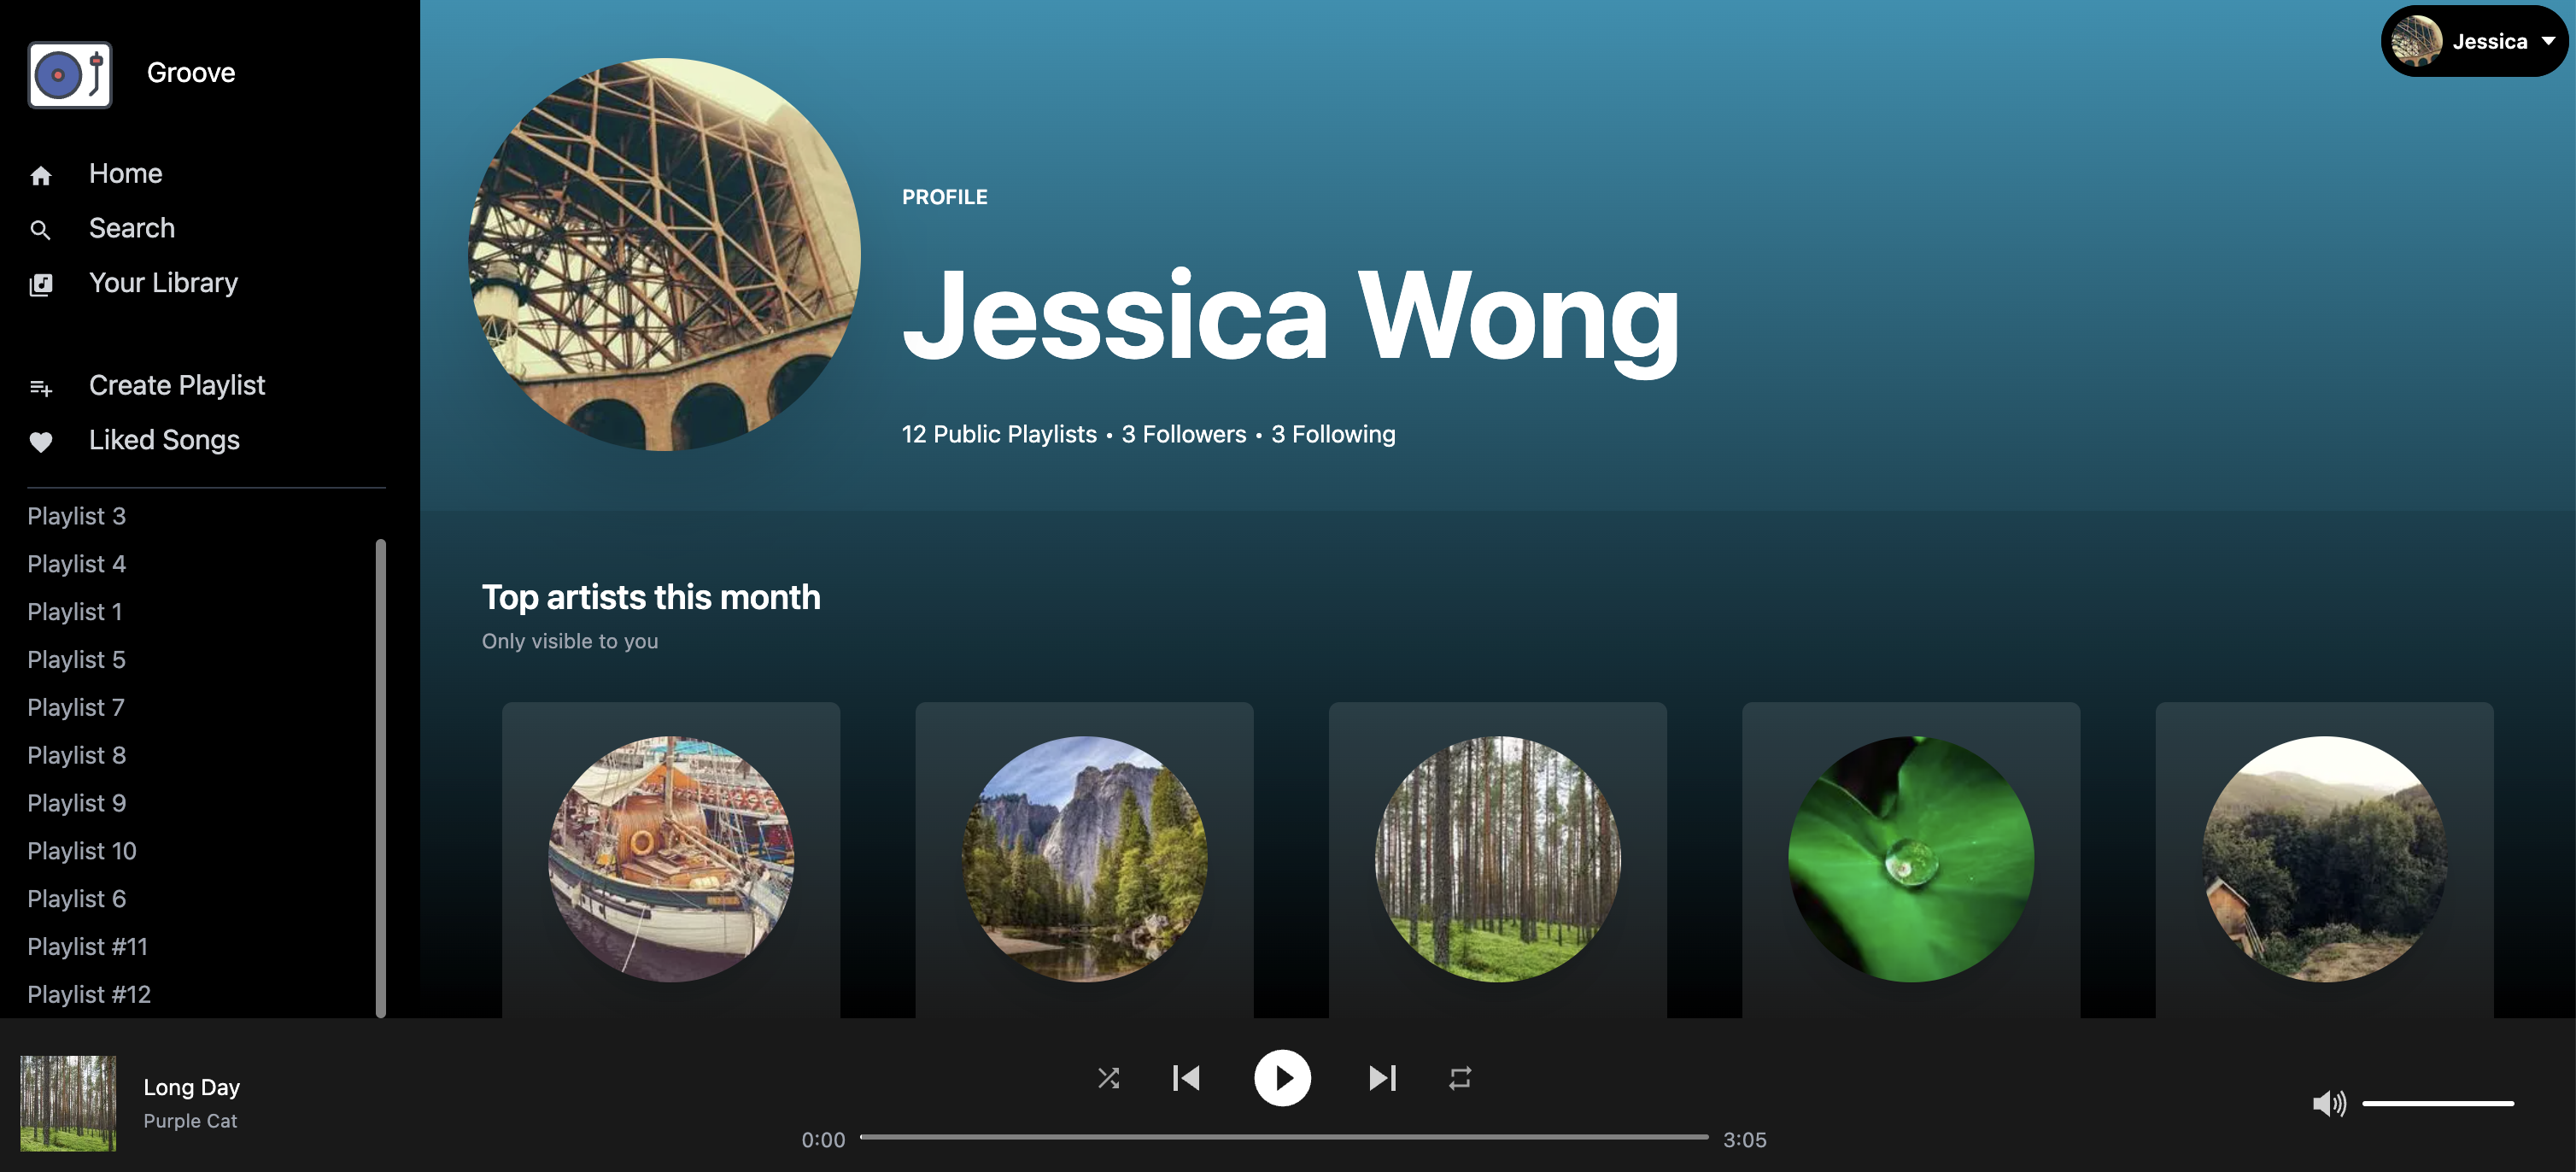 Groove
Home
Search
Your Library
Create Playlist
Liked Songs
Playlist 3
Playlist 4
Playlist 1
Playlist 5
Playlist 7
Playlist 8
Playlist 9
Playlist 10
Playlist 6
Playlist #11
Playlist #12
Jessica
PROFILE
Jessica Wong
12 Public Playlists • 3 Followers • 3 Following
Top artists this month
Only visible to you
Long Day
Purple Cat
0:00
3:05